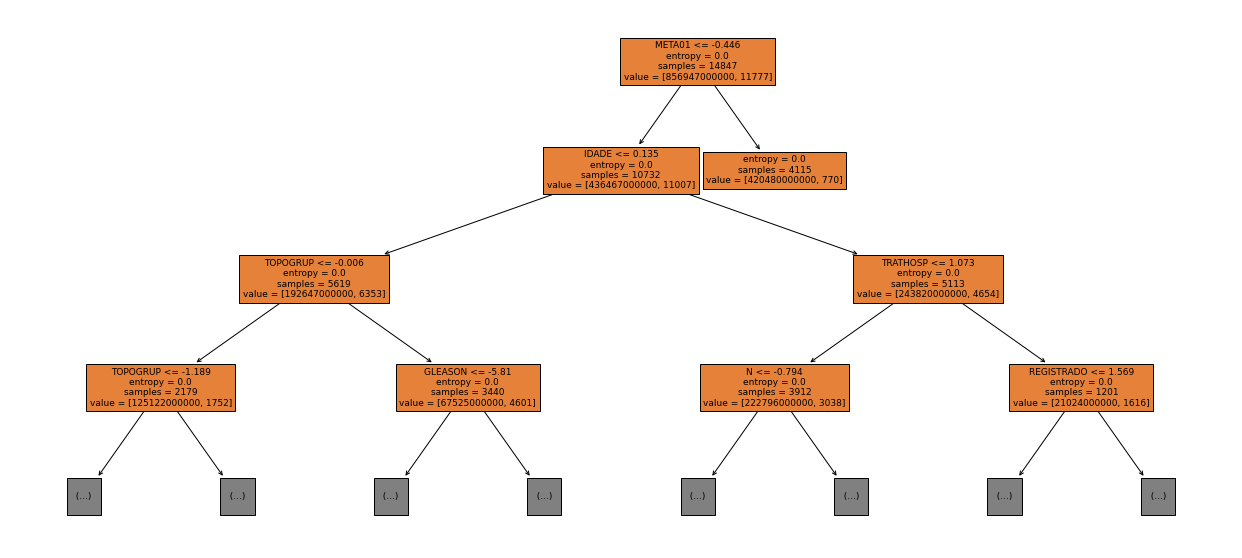 META01 <= -0.446
entropy = 0.0
samples = 14847
value = [856947000000, 11777]
IDADE <= 0.135
entropy = 0.0
samples = 10732
value = [436467000000, 11007]
entropy = 0.0
samples = 4115
value = [420480000000, 770]
TOPOGRUP <= -0.006
entropy = 0.0
samples = 5619
value = [192647000000, 6353]
TRATHOSP <= 1.073
entropy = 0.0
samples = 5113
value = [243820000000, 4654]
TOPOGRUP <= -1.189
entropy = 0.0
samples = 2179
value = [125122000000, 1752]
GLEASON <= -5.81
entropy = 0.0
samples = 3440
value = [67525000000, 4601]
N <= -0.794
entropy = 0.0
samples = 3912
value = [222796000000, 3038]
REGISTRADO <= 1.569
entropy = 0.0
samples = 1201
value = [21024000000, 1616]
(...)
(...)
(...)
(...)
(...)
(...)
(...)
(...)